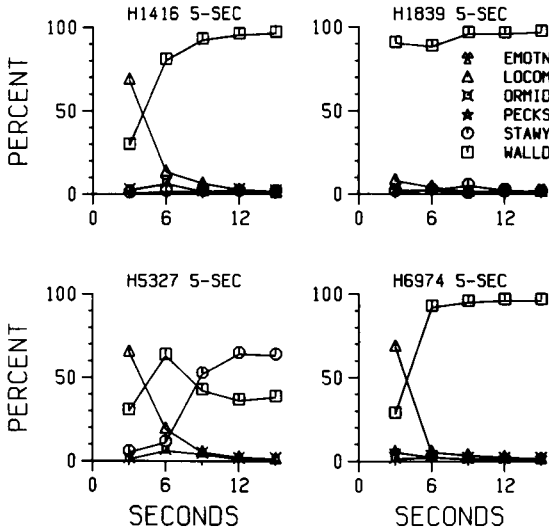 H1416 5-SEC
H1839 5-SEC
100
50
0
PERCENT
0 6 12
100
50
0
EMOTN
LOCOM
ORMID
PECKS
STAWY
WALLD
0 6 12
H5327 5-SEC
H6974 5-SEC
100
50
0
PERCENT
0 6 12
SECONDS
100
50
0
0 6 12
SECONDS